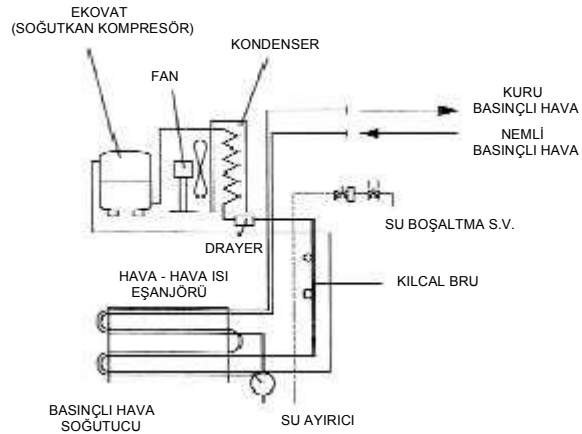 EKOVAT
(SOĞUTKAN KOMPRESÖR)
KONDENSER
FAN
KURU
BASINÇLI HAVA
NEMLİ
BASINÇLI HAVA
SU BOŞALTMA S.V.
DRAYER
HAVA - HAVA ISI
EŞANJÖRÜ
KILCAL BRU
BASINÇLI HAVA
SOĞUTUCU
SU AYIRICI